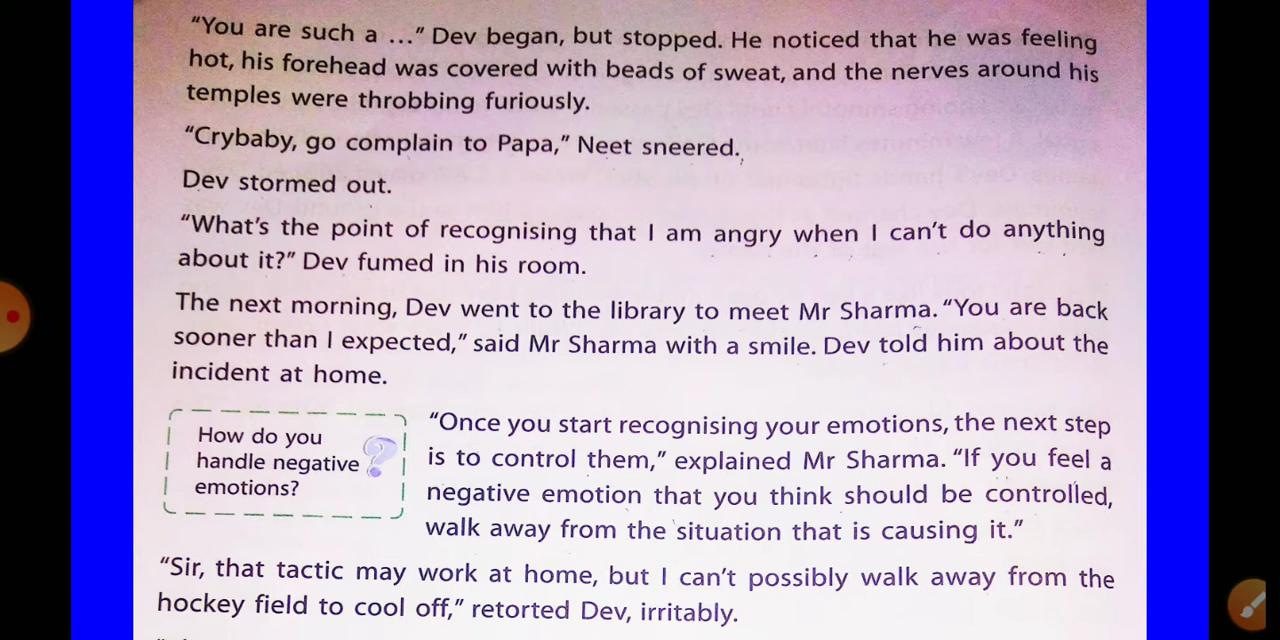 “You are such a ...” Dev began, but stopped. He noticed that he was feeling
hot, his forehead was covered with beads of sweat, and the nerves around his
temples were throbbing furiously.
“Crybaby, go complain to Papa,” Neet sneered.
Dev stormed out.
“What’s the point of recognising that I am angry when I can’t do anything
about it?” Dev fumed in his room.
The next morning, Dev went to the library to meet Mr Sharma. “You are back
sooner than I expected,” said Mr Sharma with a smile. Dev told him about the
incident at home.
How do you
handle negative
emotions?
?
“Once you start recognising your emotions, the next step
is to control them,” explained Mr Sharma. “If you feel a
negative emotion that you think should be controlled,
walk away from the situation that is causing it.”
“Sir, that tactic may work at home, but I can’t possibly walk away from the
hockey field to cool off,” retorted Dev, irritably.